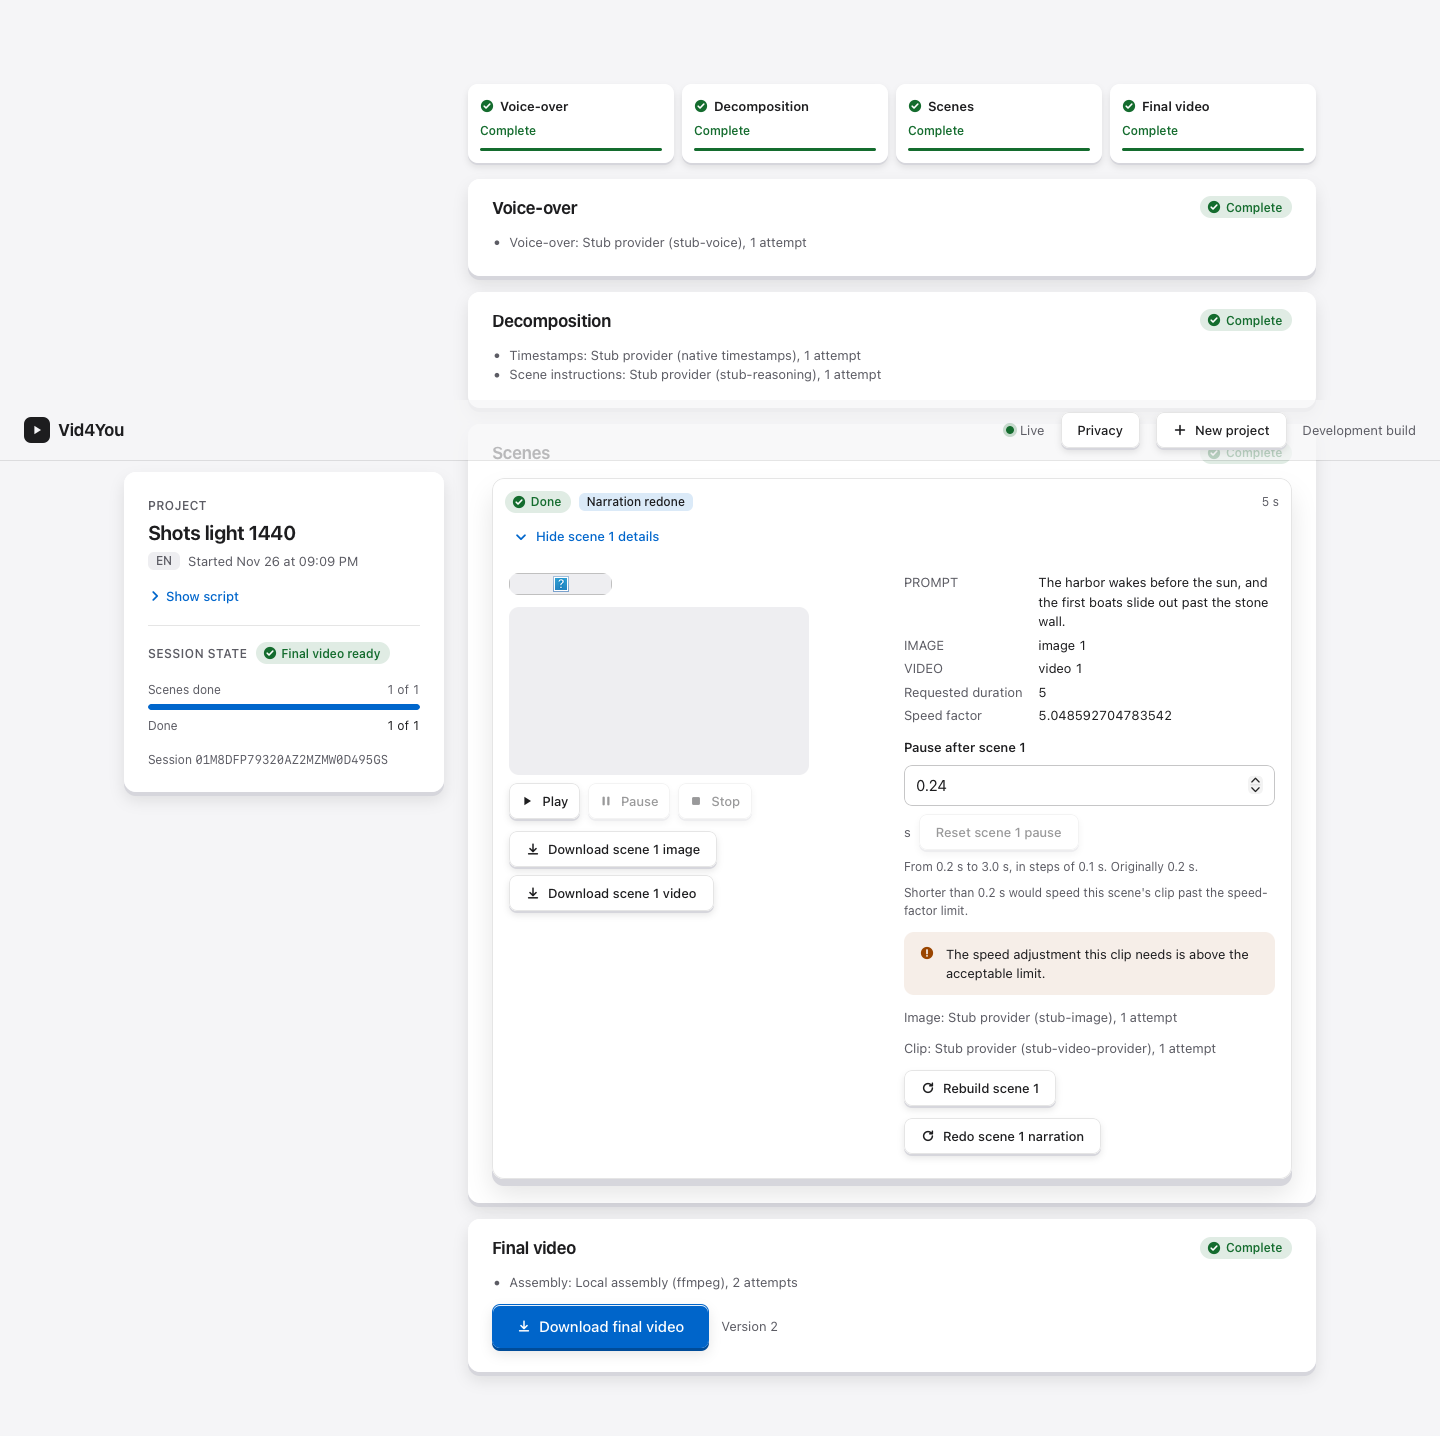 Voice-over
Complete
Decomposition
Complete
Scenes
Complete
Final video
Complete
Voice-over
Complete
Voice-over: Stub provider (stub-voice), 1 attempt
Decomposition
Complete
Timestamps: Stub provider (native timestamps), 1 attempt
Scene instructions: Stub provider (stub-reasoning), 1 attempt
Vid4You
Live
Privacy
New project
Development build
Scenes
Complete
PROJECT
Shots light 1440
EN Started Nov 26 at 09:09 PM
Show script
SESSION STATE Final video ready
Scenes done 1 of 1
Done 1 of 1
Session 01M8DFP79320AZ2MZMW0D495GS
Done Narration redone 5 s
Hide scene 1 details
?
Play
Pause
Stop
Download scene 1 image
Download scene 1 video
PROMPT The harbor wakes before the sun, and
the first boats slide out past the stone
wall.
IMAGE image 1
VIDEO video 1
Requested duration 5
Speed factor 5.048592704783542
Pause after scene 1
0.24
s Reset scene 1 pause
From 0.2 s to 3.0 s, in steps of 0.1 s. Originally 0.2 s.
Shorter than 0.2 s would speed this scene's clip past the speed-
factor limit.
The speed adjustment this clip needs is above the
acceptable limit.
Image: Stub provider (stub-image), 1 attempt
Clip: Stub provider (stub-video-provider), 1 attempt
Rebuild scene 1
Redo scene 1 narration
Final video
Complete
Assembly: Local assembly (ffmpeg), 2 attempts
Download final video
Version 2